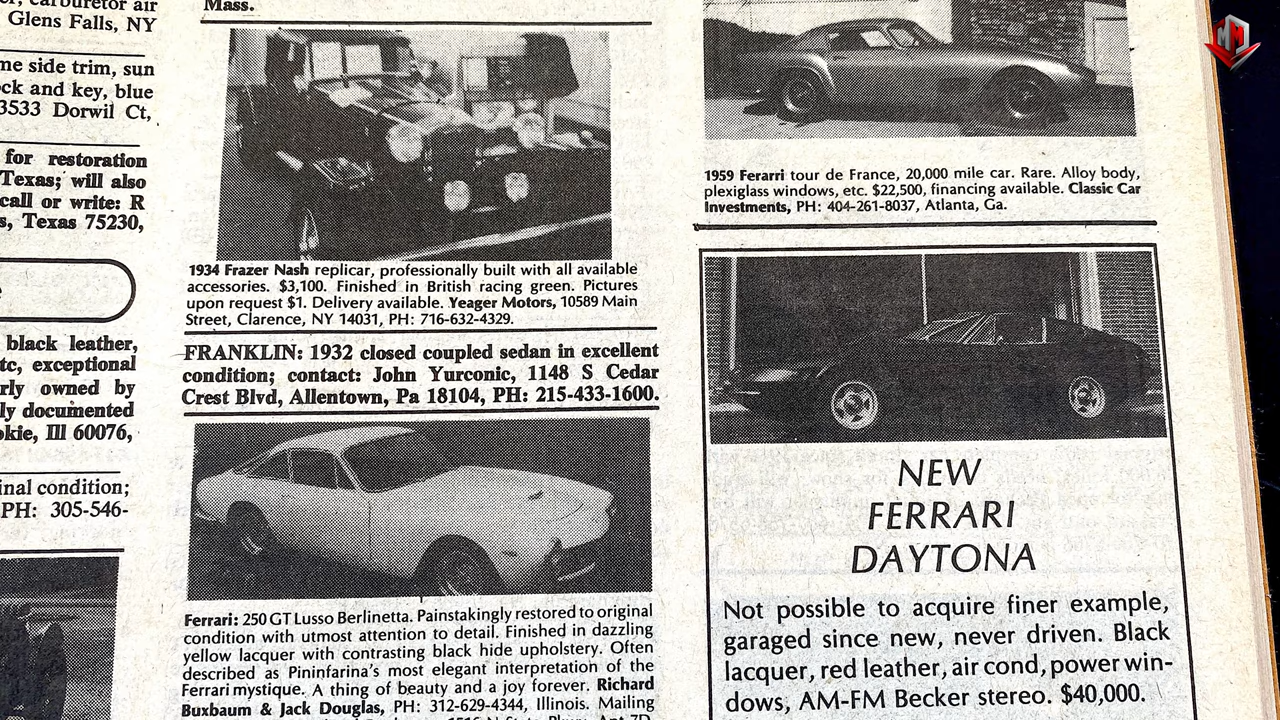 er, carburetor air
Glens Falls, NY
me side trim, sun
ock and key, blue
3533 Dorwil Ct,
for restoration
Texas; will also
call or write: R
s, Texas 75230,
e
black leather,
etc, exceptional
rly owned by
ly documented
okie, Ill 60076,
inal condition;
PH: 305-546-
Mass.
1934 Frazer Nash replicar, professionally built with all available
accessories. $3,100. Finished in British racing green. Pictures
upon request $1. Delivery available. Yeager Motors, 10589 Main
Street, Clarence, NY 14031, PH: 716-632-4329.
FRANKLIN: 1932 closed coupled sedan in excellent
condition; contact: John Yurconic, 1148 S Cedar
Crest Blvd, Allentown, Pa 18104, PH: 215-433-1600.
Ferrari: 250 GT Lusso Berlinetta. Painstakingly restored to original
condition with utmost attention to detail. Finished in dazzling
yellow lacquer with contrasting black hide upholstery. Often
described as Pininfarina's most elegant interpretation of the
Ferrari mystique. A thing of beauty and a joy forever. Richard
Buxbaum & Jack Douglas, PH: 312-629-4344, Illinois. Mailing
1959 Ferarri tour de France, 20,000 mile car. Rare. Alloy body,
plexiglass windows, etc. $22,500, financing available. Classic Car
Investments, PH: 404-261-8037, Atlanta, Ga.
NEW
FERRARI
DAYTONA
Not possible to acquire finer example,
garaged since new, never driven. Black
lacquer, red leather, air cond, power win-
dows, AM-FM Becker stereo. $40,000.